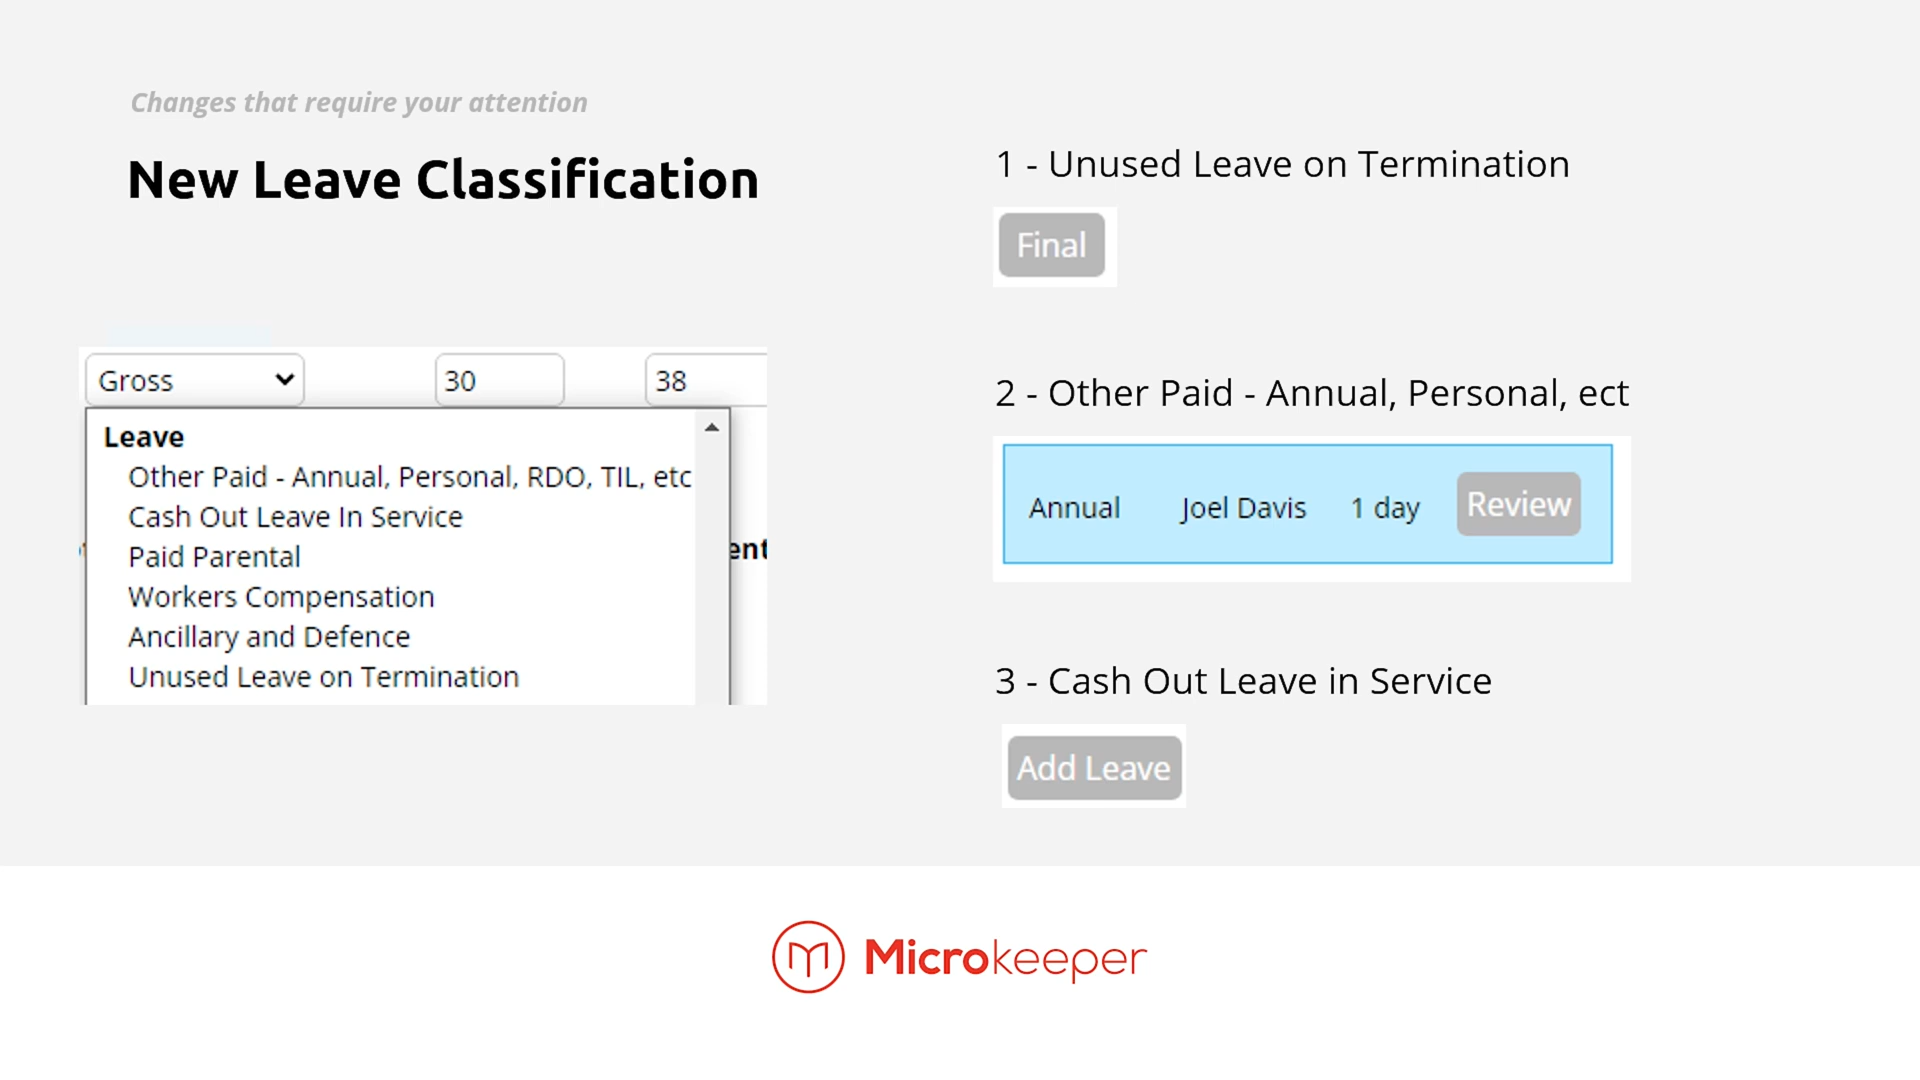 Changes that require your attention
New Leave Classification
Gross 30 38
Leave
Other Paid - Annual, Personal, RDO, TIL, etc
Cash Out Leave In Service
Paid Parental
ent
Workers Compensation
Ancillary and Defence
Unused Leave on Termination
1 - Unused Leave on Termination
Final
2 - Other Paid - Annual, Personal, ect
Annual Joel Davis 1 day Review
3 - Cash Out Leave in Service
Add Leave
Microkeeper